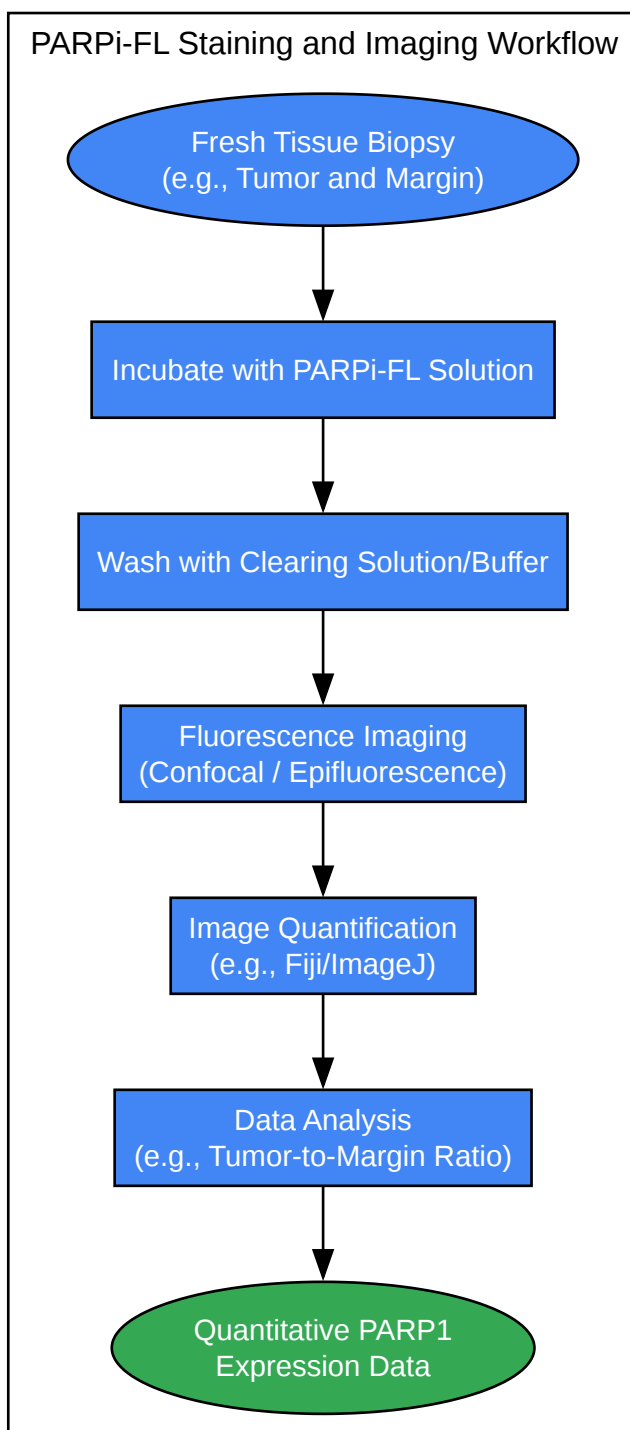 PARPi-FL Staining and Imaging Workflow
Fresh Tissue Biopsy
(e.g., Tumor and Margin)
Incubate with PARPi-FL Solution
Wash with Clearing Solution/Buffer
Fluorescence Imaging
(Confocal / Epifluorescence)
Image Quantification
(e.g., Fiji/ImageJ)
Data Analysis
(e.g., Tumor-to-Margin Ratio)
Quantitative PARP1
Expression Data